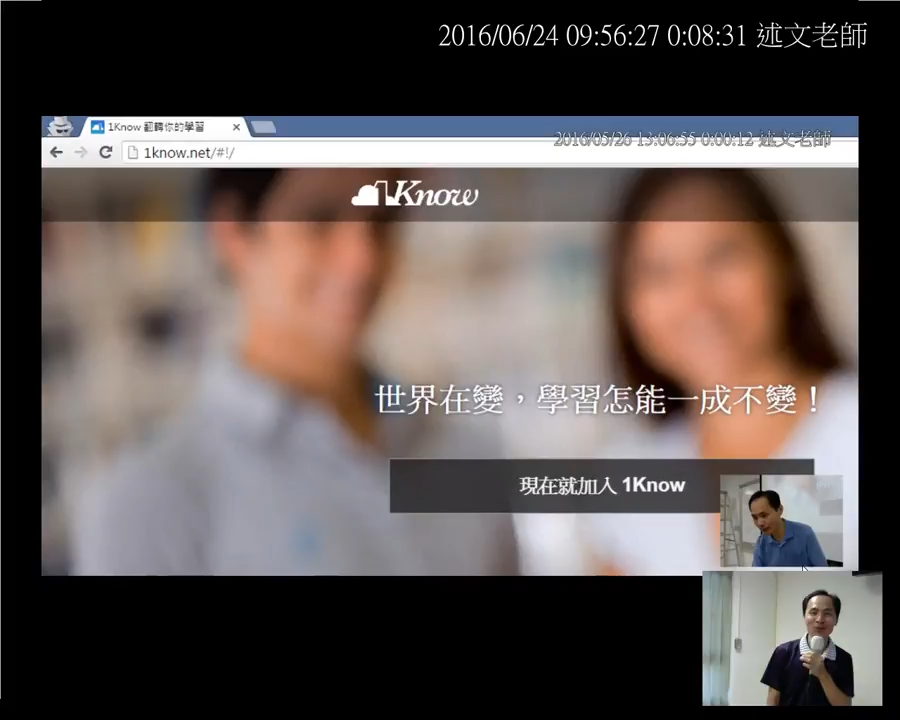 2016/06/24 09:56:27 0:08:31 述文老師
1Know 翻轉你的學習
2016/05/26 13:06:55 0:00:12 述文老師
1know.net/#!/
1Know
世界在變，學習怎能一成不變！
現在就加入 1Know